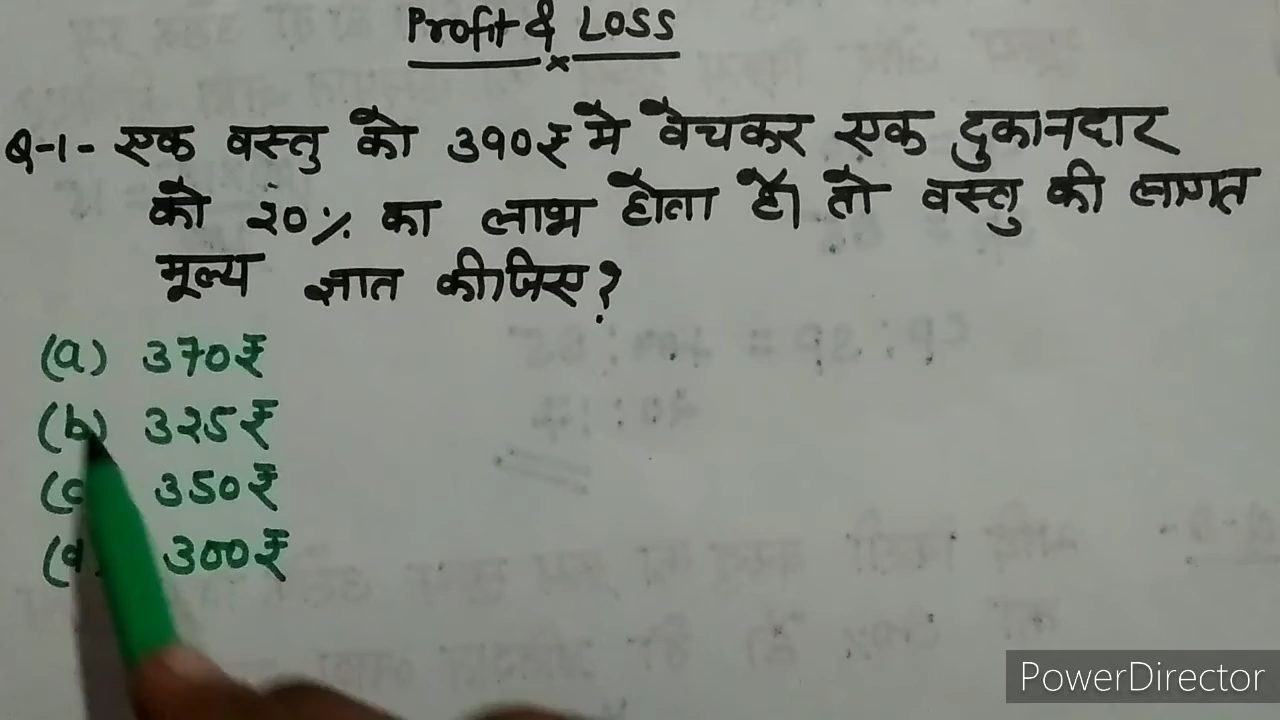 Profit & Loss
Q-1- एक वस्तु को 390₹ मे बेचकर एक दुकानदार
को 20% का लाभ होता है। तो वस्तु की लागत
मूल्य ज्ञात कीजिए?
(a) 370₹
(b) 325₹
(c 350₹
(d) 300₹
PowerDirector